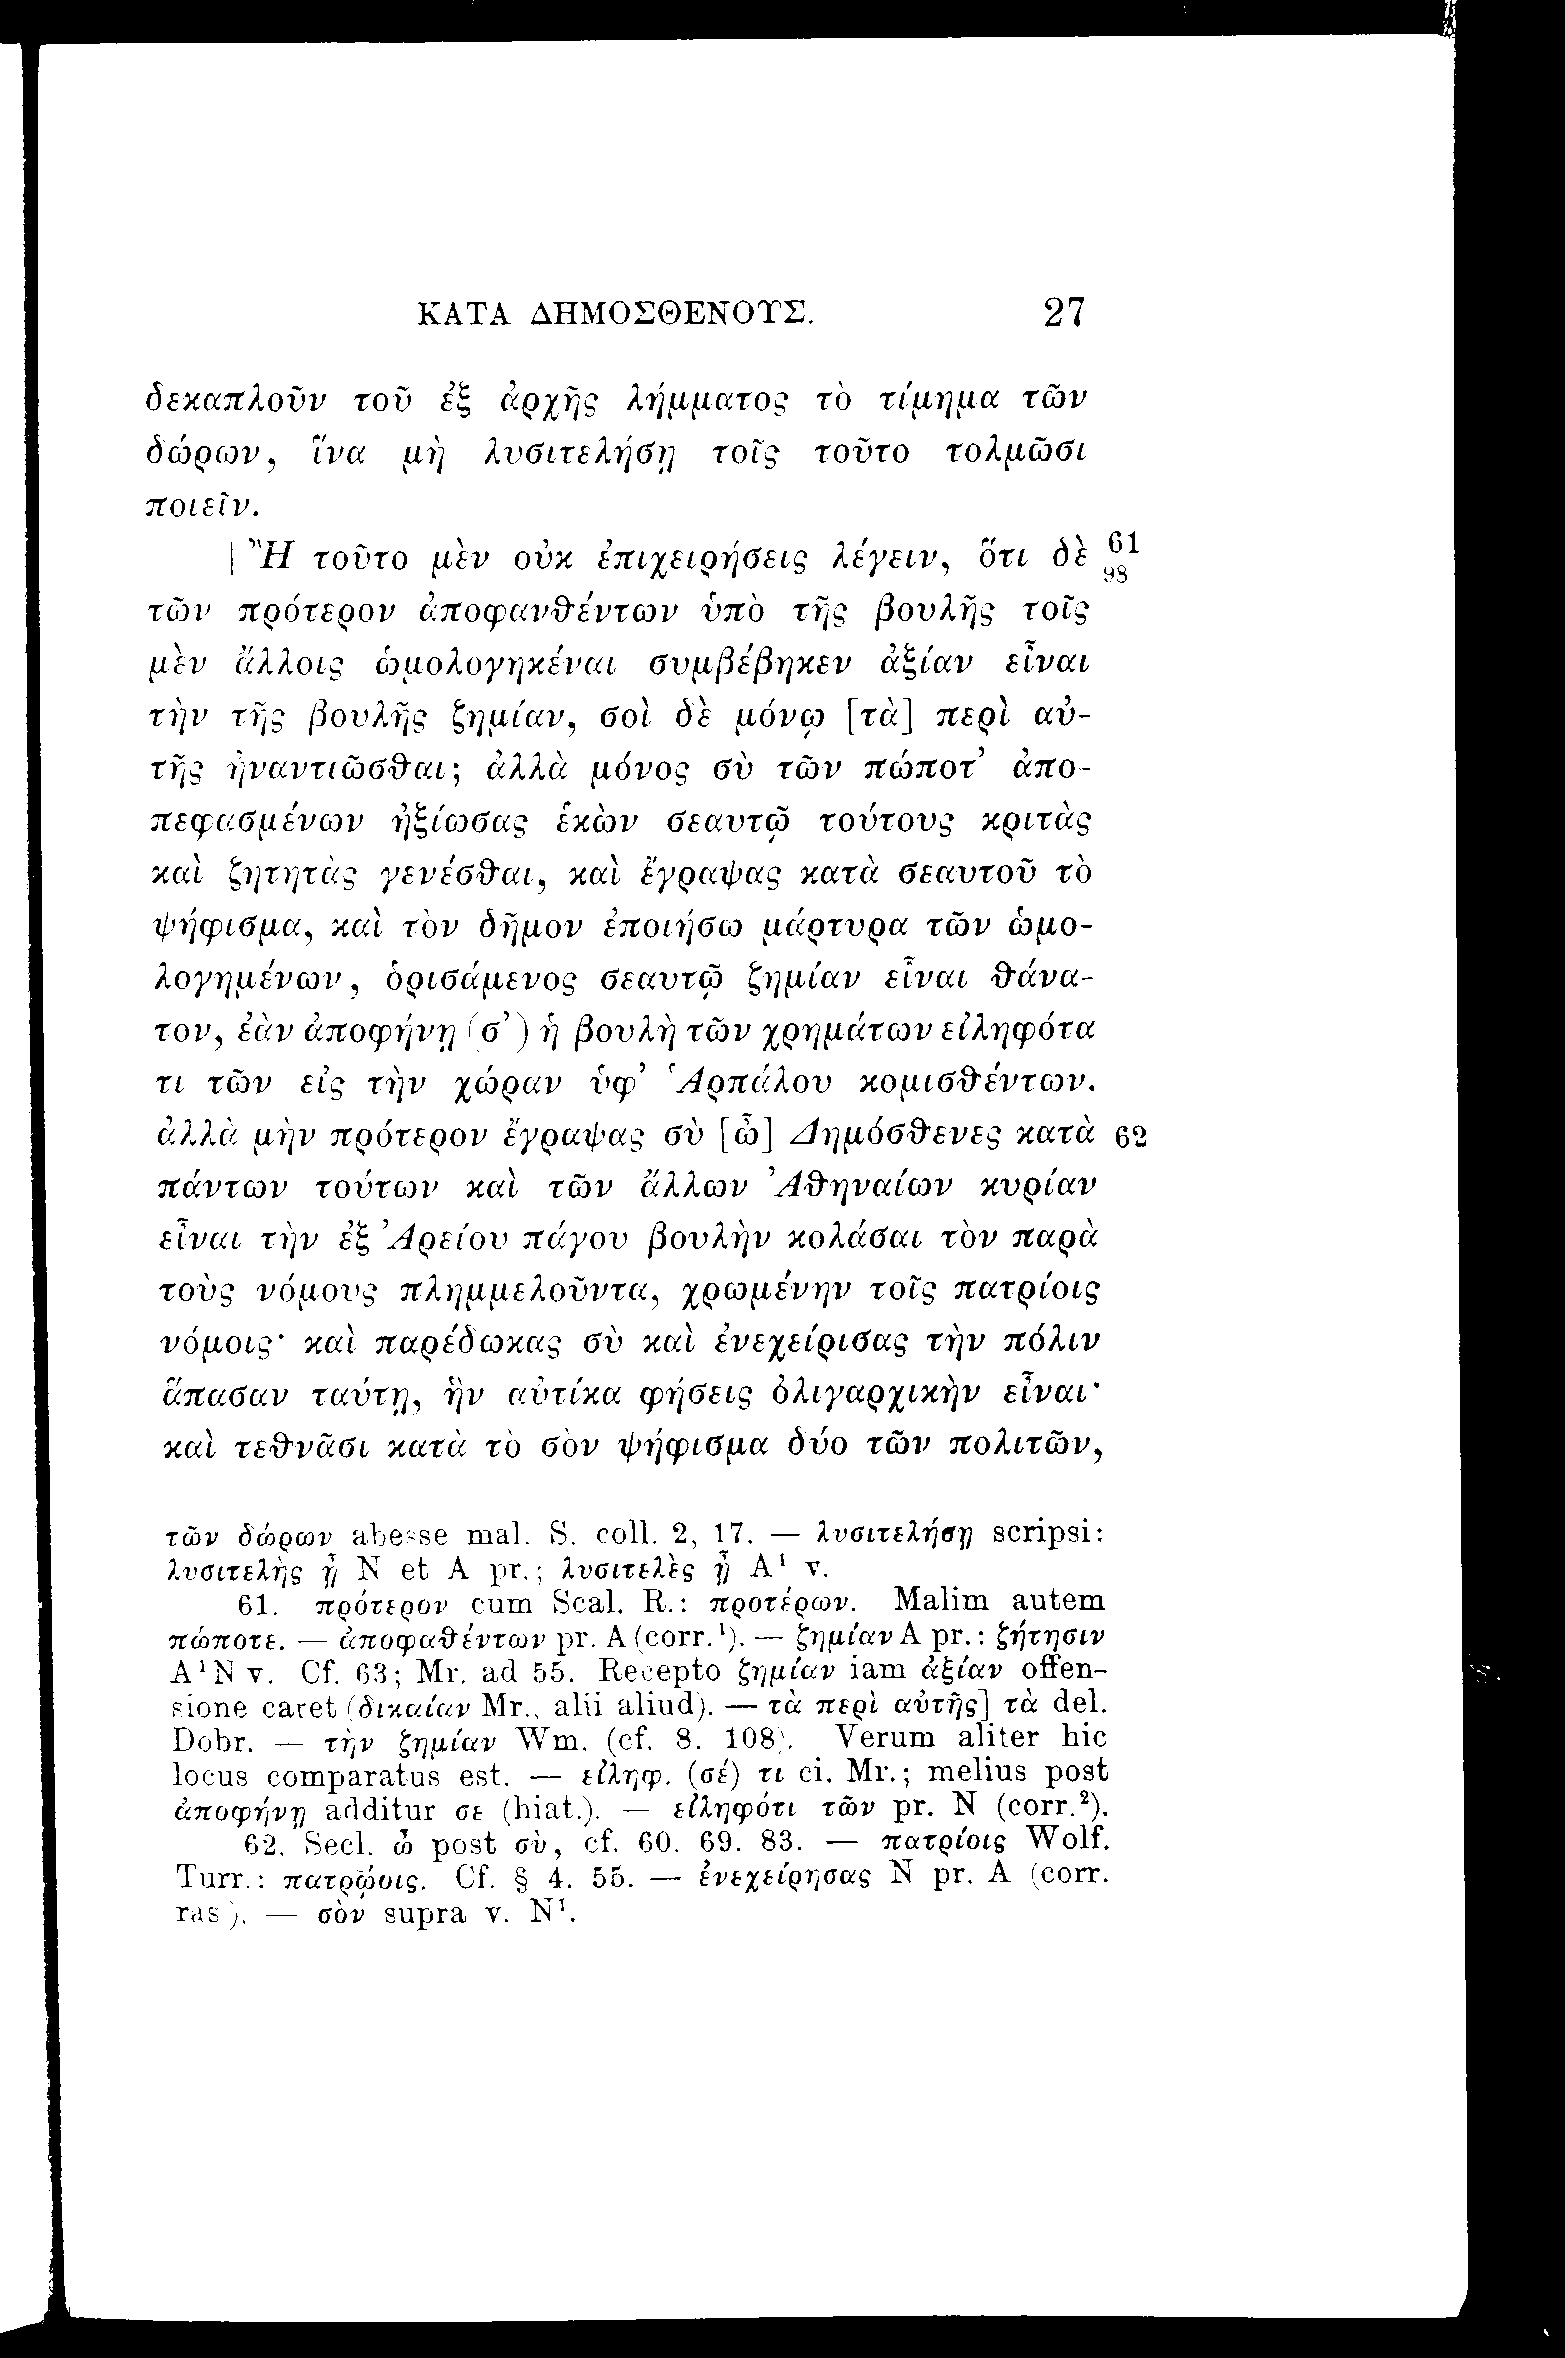 ΚΑΤΑ ΔΗΜΟΣΘΕΝΟΥΣ. 27
δεκαπλοῦν τοῦ ἐξ ἀρχῆς λήμματος τὸ τίμημα τῶν
δώρων, ἵνα μὴ λυσιτελήσῃ τοῖς τοῦτο τολμῶσι
ποιεῖν.
| Ἢ τοῦτο μὲν οὐκ ἐπιχειρήσεις λέγειν, ὅτι δὲ 61
98
τῶν πρότερον ἀποφανθέντων ὑπὸ τῆς βουλῆς τοῖς
μὲν ἄλλοις ὡμολογηκέναι συμβέβηκεν ἀξίαν εἶναι
τὴν τῆς βουλῆς ζημίαν, σοὶ δὲ μόνῳ [τὰ] περὶ αὐ-
τῆς ἠναντιῶσθαι; ἀλλὰ μόνος σὺ τῶν πώποτ’ ἀπο-
πεφασμένων ἠξίωσας ἑκὼν σεαυτῷ τούτους κριτὰς
καὶ ζητητὰς γενέσθαι, καὶ ἔγραψας κατὰ σεαυτοῦ τὸ
ψήφισμα, καὶ τὸν δῆμον ἐποιήσω μάρτυρα τῶν ὡμο-
λογημένων, ὁρισάμενος σεαυτῷ ζημίαν εἶναι θάνα-
τον, ἐὰν ἀποφήνῃ (σ’) ἡ βουλὴ τῶν χρημάτων εἰληφότα
τι τῶν εἰς τὴν χώραν ὑφ’ Ἁρπάλου κομισθέντων.
ἀλλὰ μὴν πρότερον ἔγραψας σὺ [ὦ] Δημόσθενες κατὰ 62
πάντων τούτων καὶ τῶν ἄλλων Ἀθηναίων κυρίαν
εἶναι τὴν ἐξ Ἀρείου πάγου βουλὴν κολάσαι τὸν παρὰ
τοὺς νόμους πλημμελοῦντα, χρωμένην τοῖς πατρίοις
νόμοις· καὶ παρέδωκας σὺ καὶ ἐνεχείρισας τὴν πόλιν
ἅπασαν ταύτῃ, ἣν αὐτίκα φήσεις ὀλιγαρχικὴν εἶναι·
καὶ τεθνᾶσι κατὰ τὸ σὸν ψήφισμα δύο τῶν πολιτῶν,
τῶν δώρων abesse mal. S. coll. 2, 17. — λυσιτελήσῃ scripsi:
λυσιτελὴς ᾖ N et A pr.; λυσιτελὲς ᾖ A¹ v.
61. πρότερον cum Scal. R.: προτέρων. Malim autem
πώποτε. — ἀποφαθέντων pr. A (corr.¹). — ζημίαν A pr.: ζήτησιν
A¹ N v. Cf. 63; Mr. ad 55. Recepto ζημίαν iam ἀξίαν offen-
sione caret (δικαίαν Mr., alii aliud). — τὰ περὶ αὐτῆς] τὰ del.
Dobr. — τὴν ζημίαν Wm. (cf. 8. 108). Verum aliter hic
locus comparatus est. — εἰληφ. (σέ) τι ci. Mr.; melius post
ἀποφήνῃ additur σε (hiat.). — εἰληφότι τῶν pr. N (corr.²).
62. Secl. ὦ post σὺ, cf. 60. 69. 83. — πατρίοις Wolf.
Turr.: πατρῴοις. Cf. § 4. 55. — ἐνεχείρησας N pr. A (corr.
ras). — σὸν supra v. N¹.